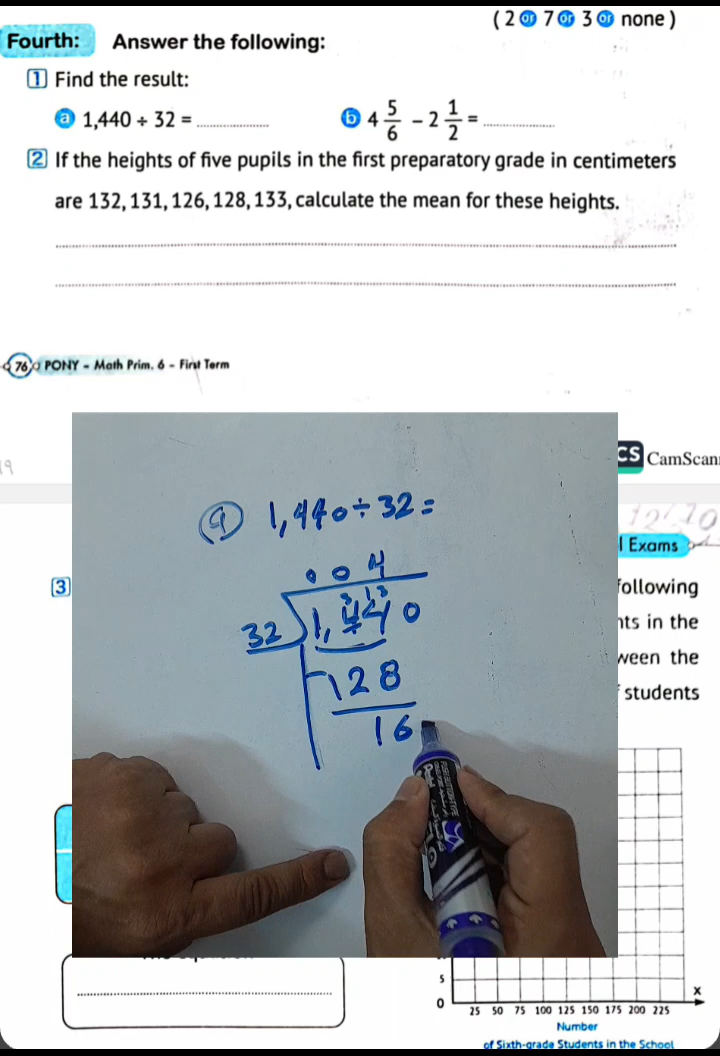 ( 2 or 7 or 3 or none )
Fourth: Answer the following:
1 Find the result:
a 1,440 ÷ 32 = ............... b 4 5/6 - 2 1/2 = ...............
2 If the heights of five pupils in the first preparatory grade in centimeters
are 132, 131, 126, 128, 133, calculate the mean for these heights.
76 PONY - Math Prim. 6 - First Term
CS CamScan
19
l Exams
3
following
nts in the
ween the
students
a 1,440 ÷ 32 =
0 0 4
3 13
32 1,440
- 128
16
5
0
25 50 75 100 125 150 175 200 225
x
Number
of Sixth-grade Students in the School